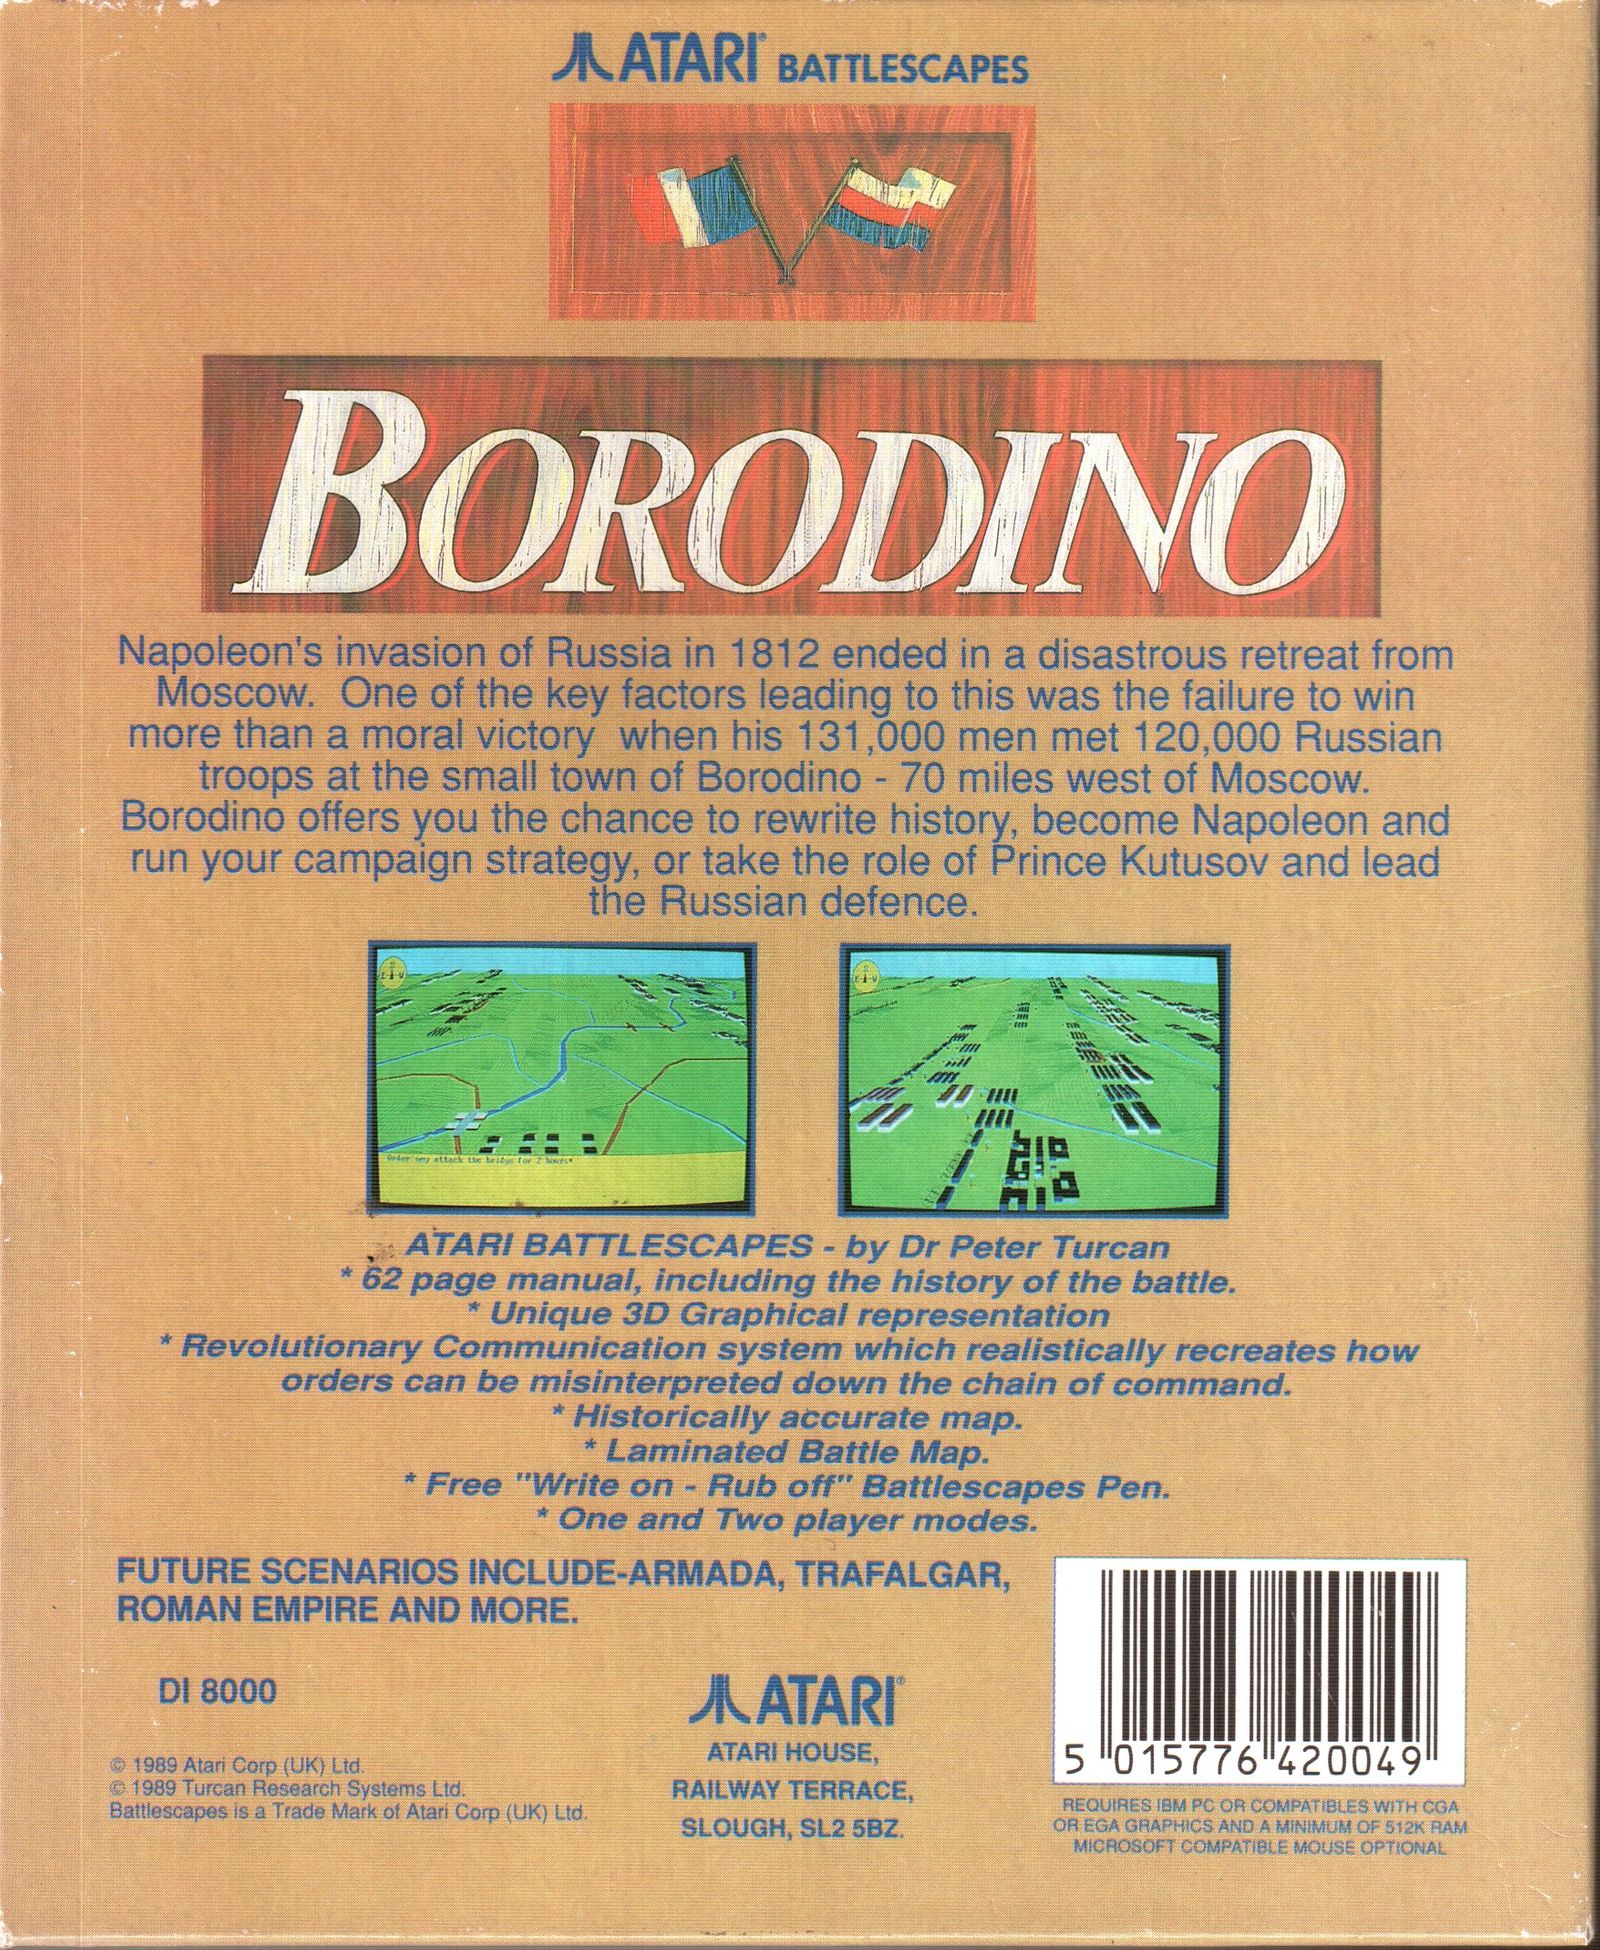 ATARI® BATTLESCAPES
BORODINO
Napoleon's invasion of Russia in 1812 ended in a disastrous retreat from
Moscow. One of the key factors leading to this was the failure to win
more than a moral victory when his 131,000 men met 120,000 Russian
troops at the small town of Borodino - 70 miles west of Moscow.
Borodino offers you the chance to rewrite history, become Napoleon and
run your campaign strategy, or take the role of Prince Kutusov and lead
the Russian defence.
S
E W
S
E W
Order ney attack the bridge for 2 hours*
ATARI BATTLESCAPES - by Dr Peter Turcan
* 62 page manual, including the history of the battle.
* Unique 3D Graphical representation
* Revolutionary Communication system which realistically recreates how
orders can be misinterpreted down the chain of command.
* Historically accurate map.
* Laminated Battle Map.
* Free "Write on - Rub off" Battlescapes Pen.
* One and Two player modes.
FUTURE SCENARIOS INCLUDE-ARMADA, TRAFALGAR,
ROMAN EMPIRE AND MORE.
DI 8000
© 1989 Atari Corp (UK) Ltd.
© 1989 Turcan Research Systems Ltd.
Battlescapes is a Trade Mark of Atari Corp (UK) Ltd.
ATARI®
ATARI HOUSE,
RAILWAY TERRACE,
SLOUGH, SL2 5BZ.
5 015776 420049
REQUIRES IBM PC OR COMPATIBLES WITH CGA
OR EGA GRAPHICS AND A MINIMUM OF 512K RAM
MICROSOFT COMPATIBLE MOUSE OPTIONAL